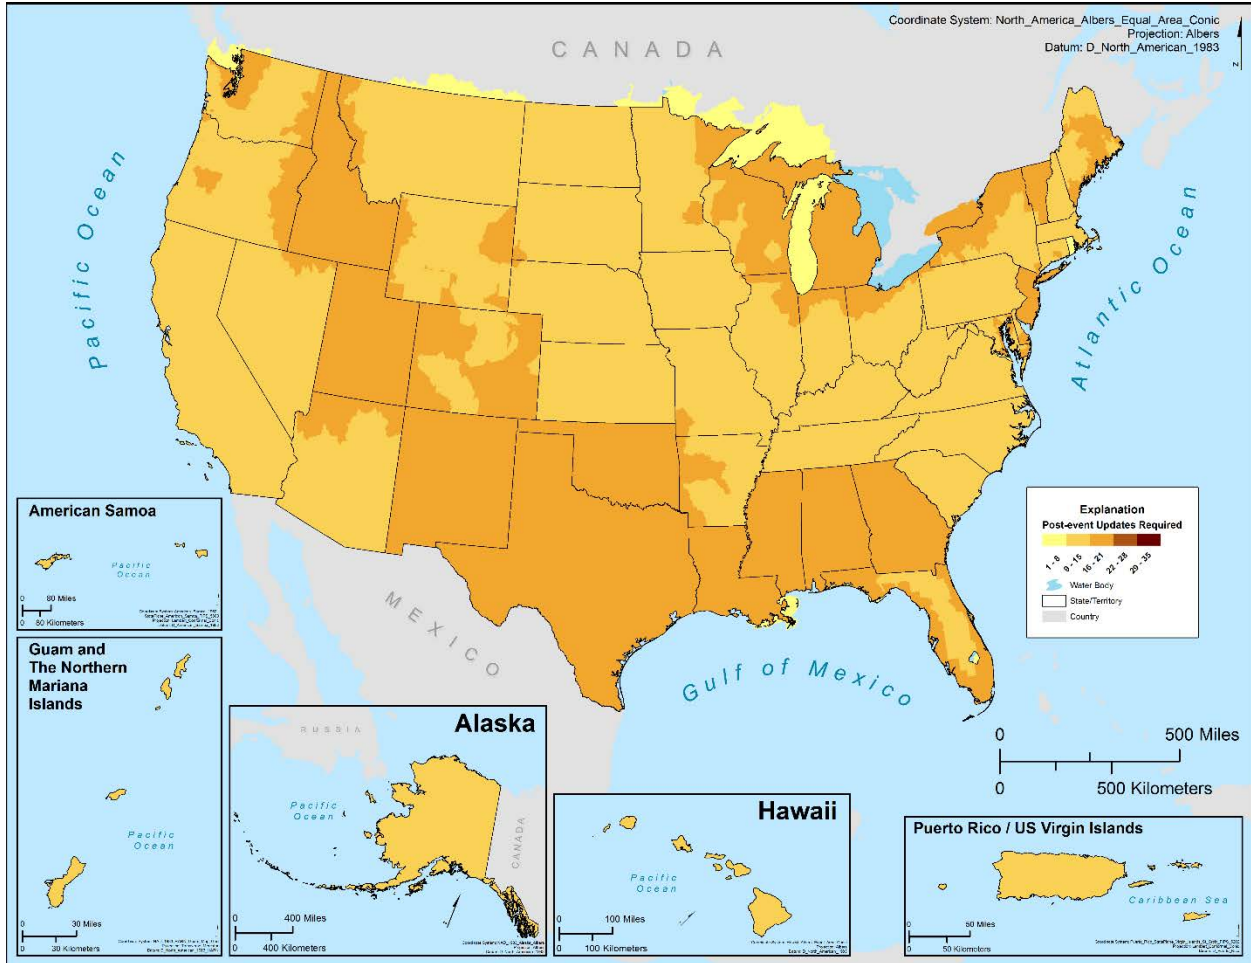 Coordinate System: North_America_Albers_Equal_Area_Conic
Projection: Albers
Datum: D_North_American_1983
N
CANADA
Pacific Ocean
Atlantic Ocean
MEXICO
Gulf of Mexico
Explanation
Post-event Updates Required
1 - 8
9 - 15
16 - 21
22 - 28
29 - 35
Water Body
State/Territory
Country
0 500 Miles
0 500 Kilometers
American Samoa
Pacific
Ocean
0 80 Miles
0 80 Kilometers
Guam and
The Northern
Mariana
Islands
Pacific
Ocean
0 30 Miles
0 30 Kilometers
Alaska
RUSSIA
Pacific
Ocean
CANADA
0 400 Miles
0 400 Kilometers
Hawaii
Pacific
Ocean
0 100 Miles
0 100 Kilometers
Puerto Rico / US Virgin Islands
Caribbean Sea
0 50 Miles
0 50 Kilometers